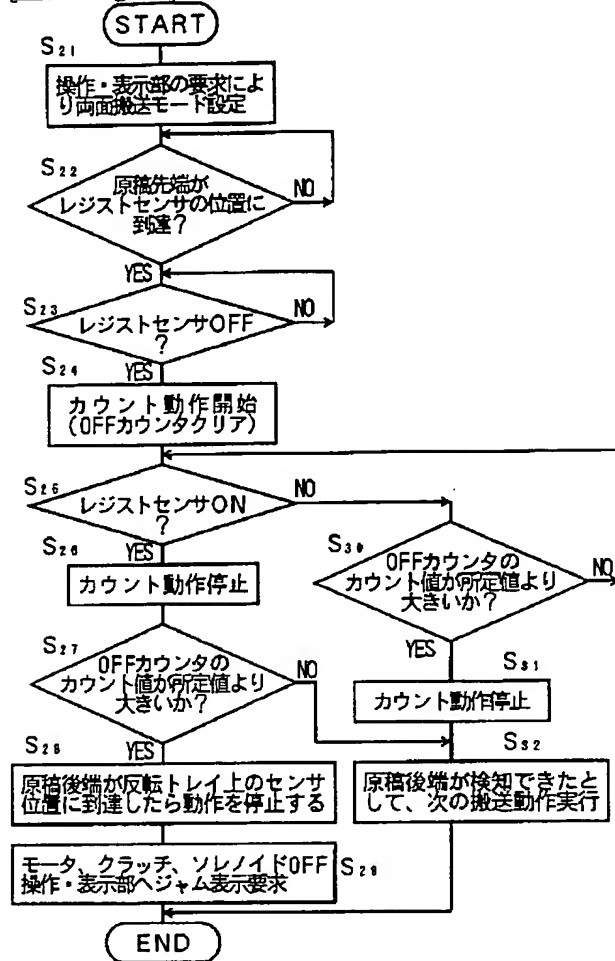 START
S21
操作・表示部の要求によ
り両面搬送モード設定
S22
原稿先端が
レジストセンサの位置に
到達？
NO
YES
S23
レジストセンサOFF
？
NO
YES
S24
カウント動作開始
（OFFカウンタクリア）
S25
レジストセンサON
？
NO
YES
S26
カウント動作停止
S30
OFFカウンタの
カウント値が所定値より
大きいか？
NO
YES
S27
OFFカウンタの
カウント値が所定値より
大きいか？
NO
YES
S31
カウント動作停止
S28
原稿後端が反転トレイ上のセンサ
位置に到達したら動作を停止する
S32
原稿後端が検知できたと
して、次の搬送動作実行
モータ、クラッチ、ソレノイドOFF
操作・表示部へジャム表示要求
S29
END